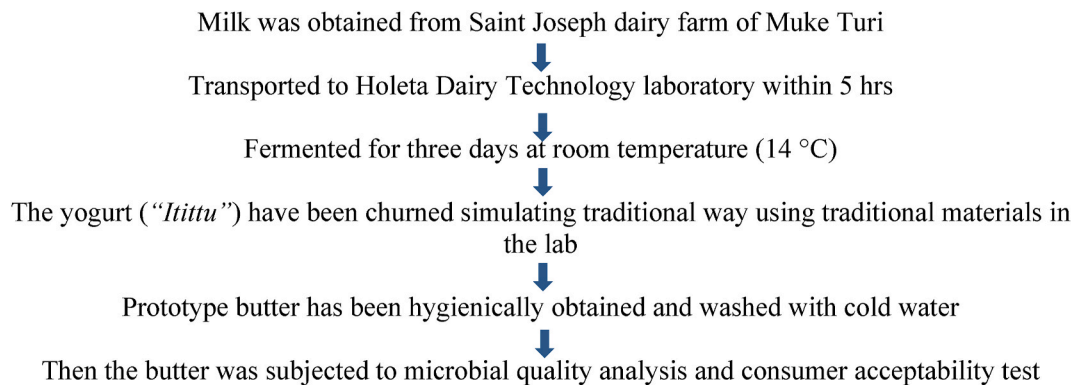 Milk was obtained from Saint Joseph dairy farm of Muke Turi
Transported to Holeta Dairy Technology laboratory within 5 hrs
Fermented for three days at room temperature (14 °C)
The yogurt (“Itittu”) have been churned simulating traditional way using traditional materials in
the lab
Prototype butter has been hygienically obtained and washed with cold water
Then the butter was subjected to microbial quality analysis and consumer acceptability test